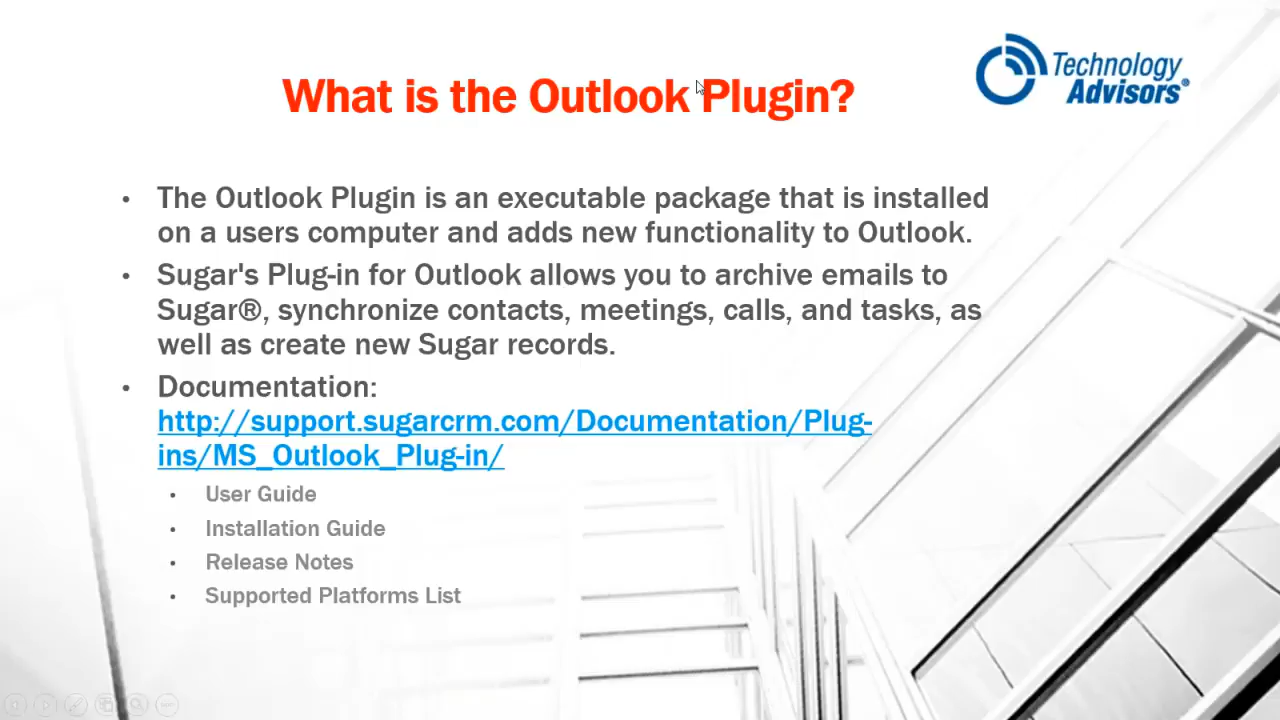 Technology
Advisors®
What is the Outlook Plugin?
• The Outlook Plugin is an executable package that is installed
on a users computer and adds new functionality to Outlook.
• Sugar's Plug-in for Outlook allows you to archive emails to
Sugar®, synchronize contacts, meetings, calls, and tasks, as
well as create new Sugar records.
• Documentation:
http://support.sugarcrm.com/Documentation/Plug-
ins/MS_Outlook_Plug-in/
• User Guide
• Installation Guide
• Release Notes
• Supported Platforms List